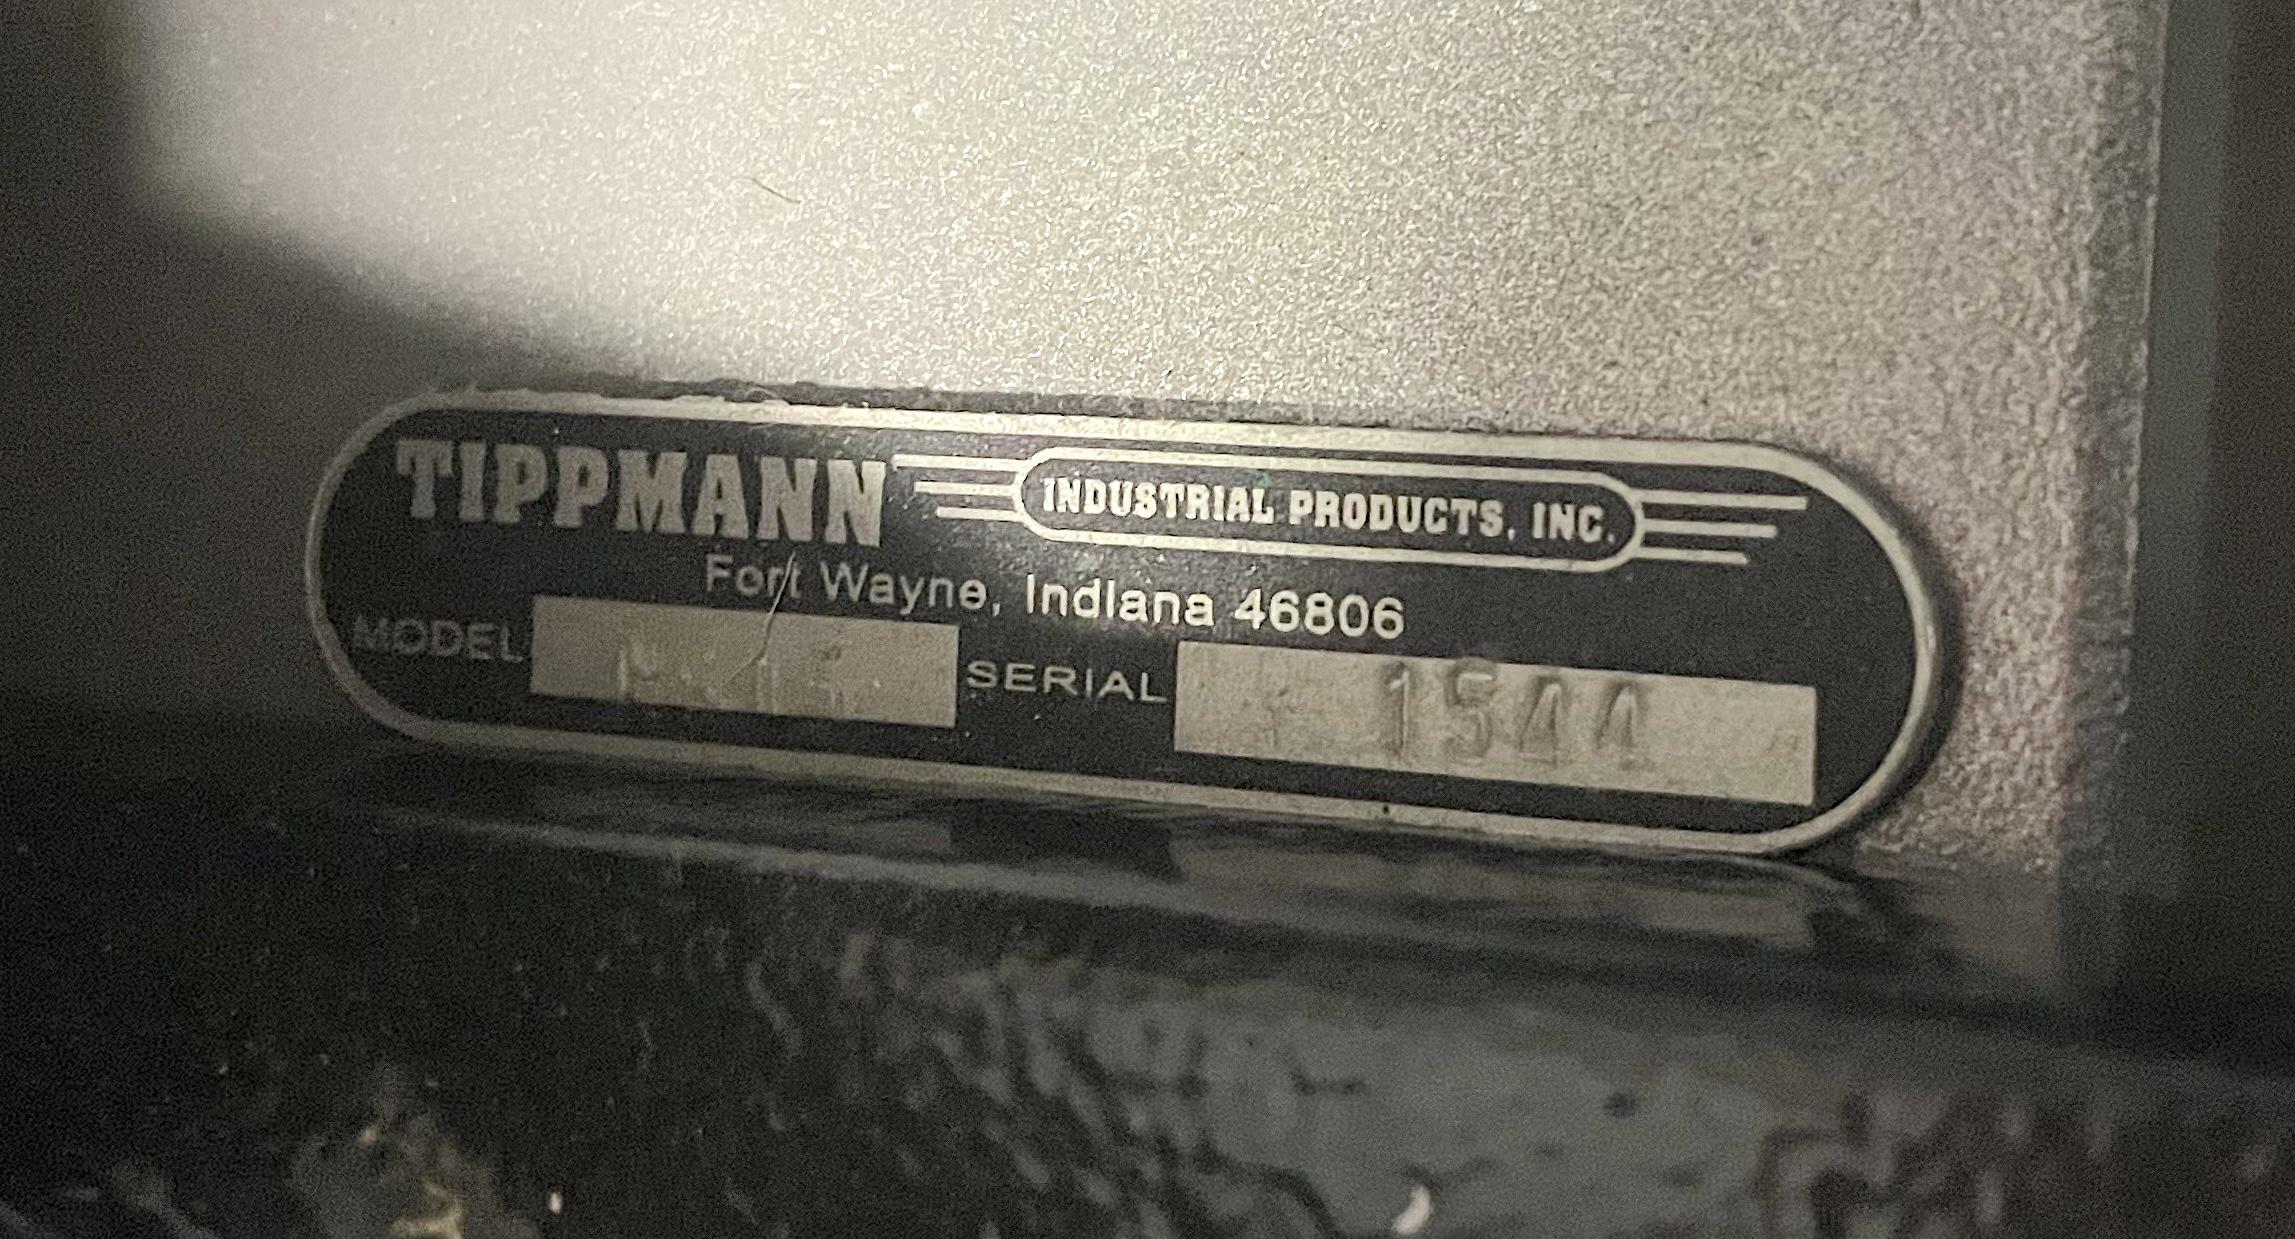 TIPPMANN INDUSTRIAL PRODUCTS, INC.
Fort Wayne, Indiana 46806
MODEL SERIAL 1544